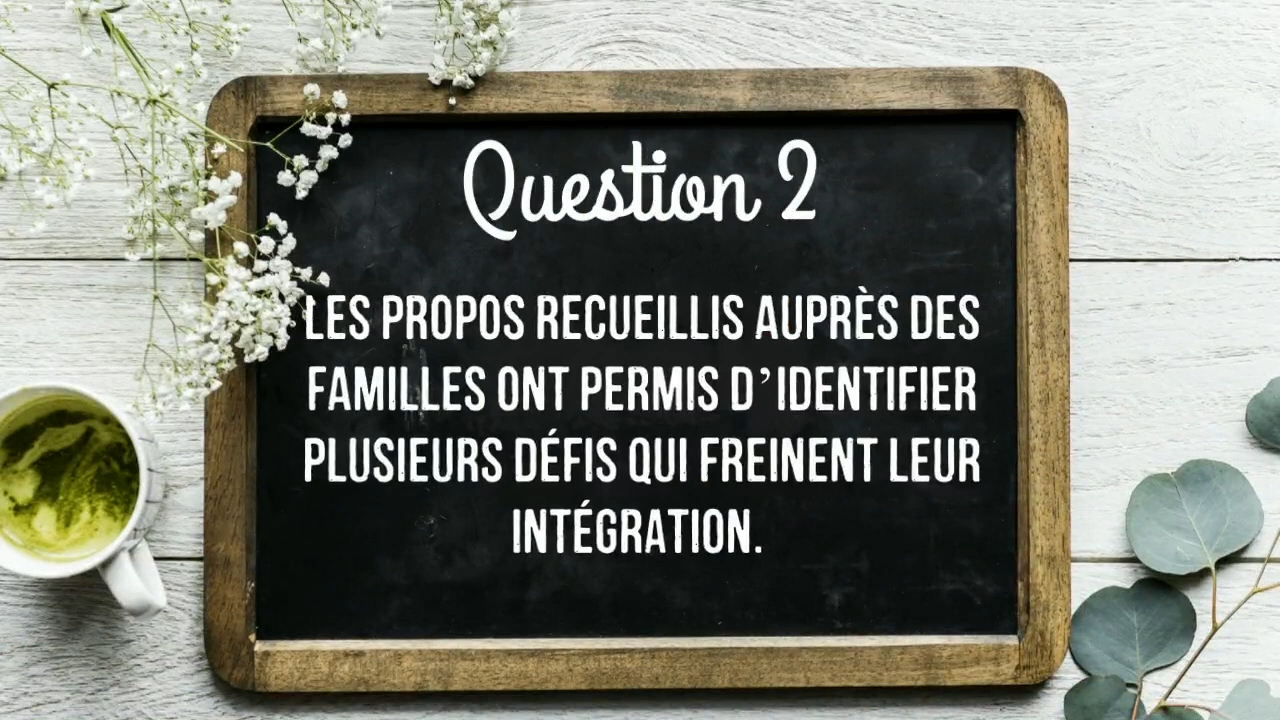 Question 2
LES PROPOS RECUEILLIS AUPRÈS DES
FAMILLES ONT PERMIS D’IDENTIFIER
PLUSIEURS DÉFIS QUI FREINENT LEUR
INTÉGRATION.